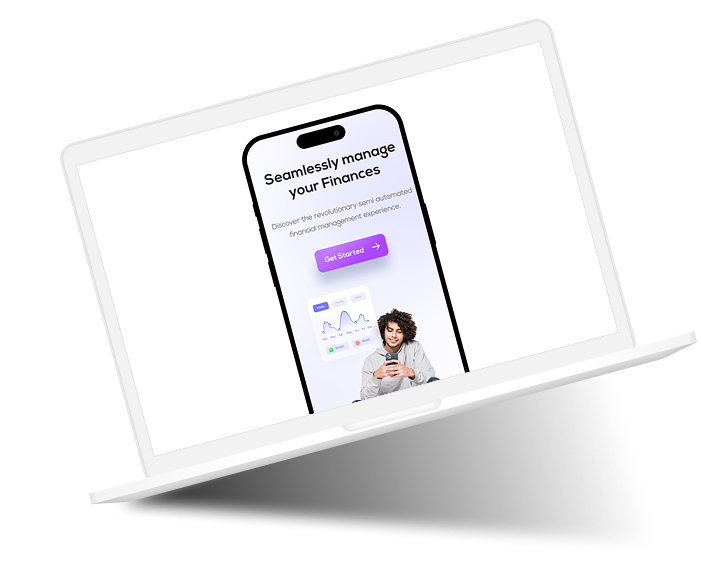 Seamlessly manage
your Finances
Discover the revolutionary semi automated
financial management experience.
Get Started